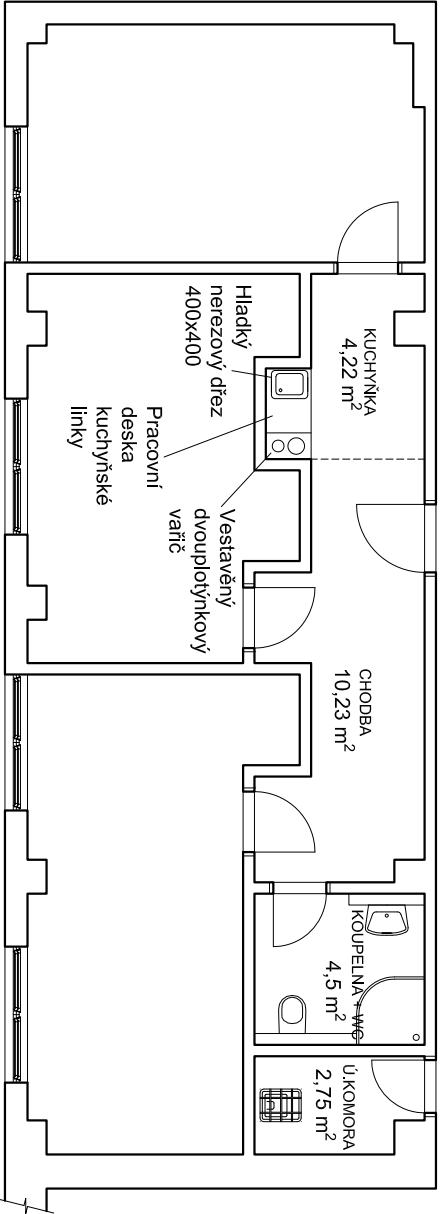 KUCHYŇKA
4,22 m²
Hladký
nerezový dřez
400x400
Pracovní
deska
kuchyňské
linky
Vestavěný
dvouplotýnkový
vařič
CHODBA
10,23 m²
KOUPELNA + WC
4,5 m²
Ú.KOMORA
2,75 m²